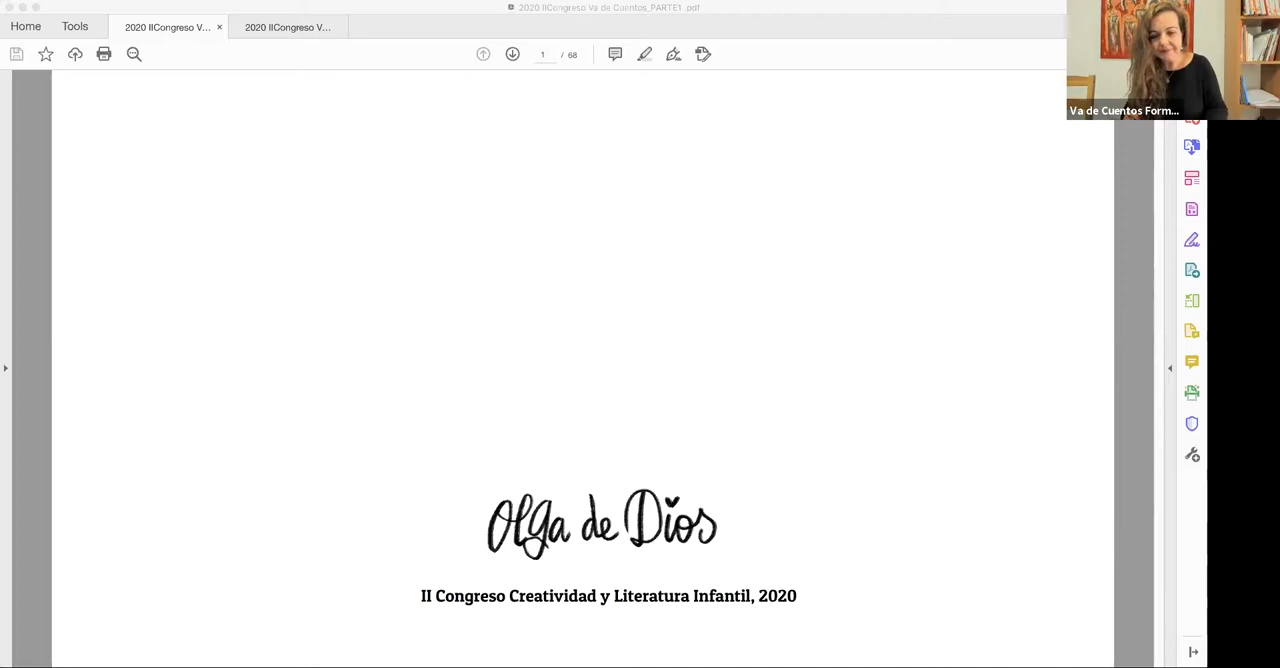 2020 IICongreso Va de Cuentos_PARTE1 .pdf
Home Tools 2020 IICongreso V... × 2020 IICongreso V...
1 / 68
Va de Cuentos Form...
Olga de Dios
II Congreso Creatividad y Literatura Infantil, 2020